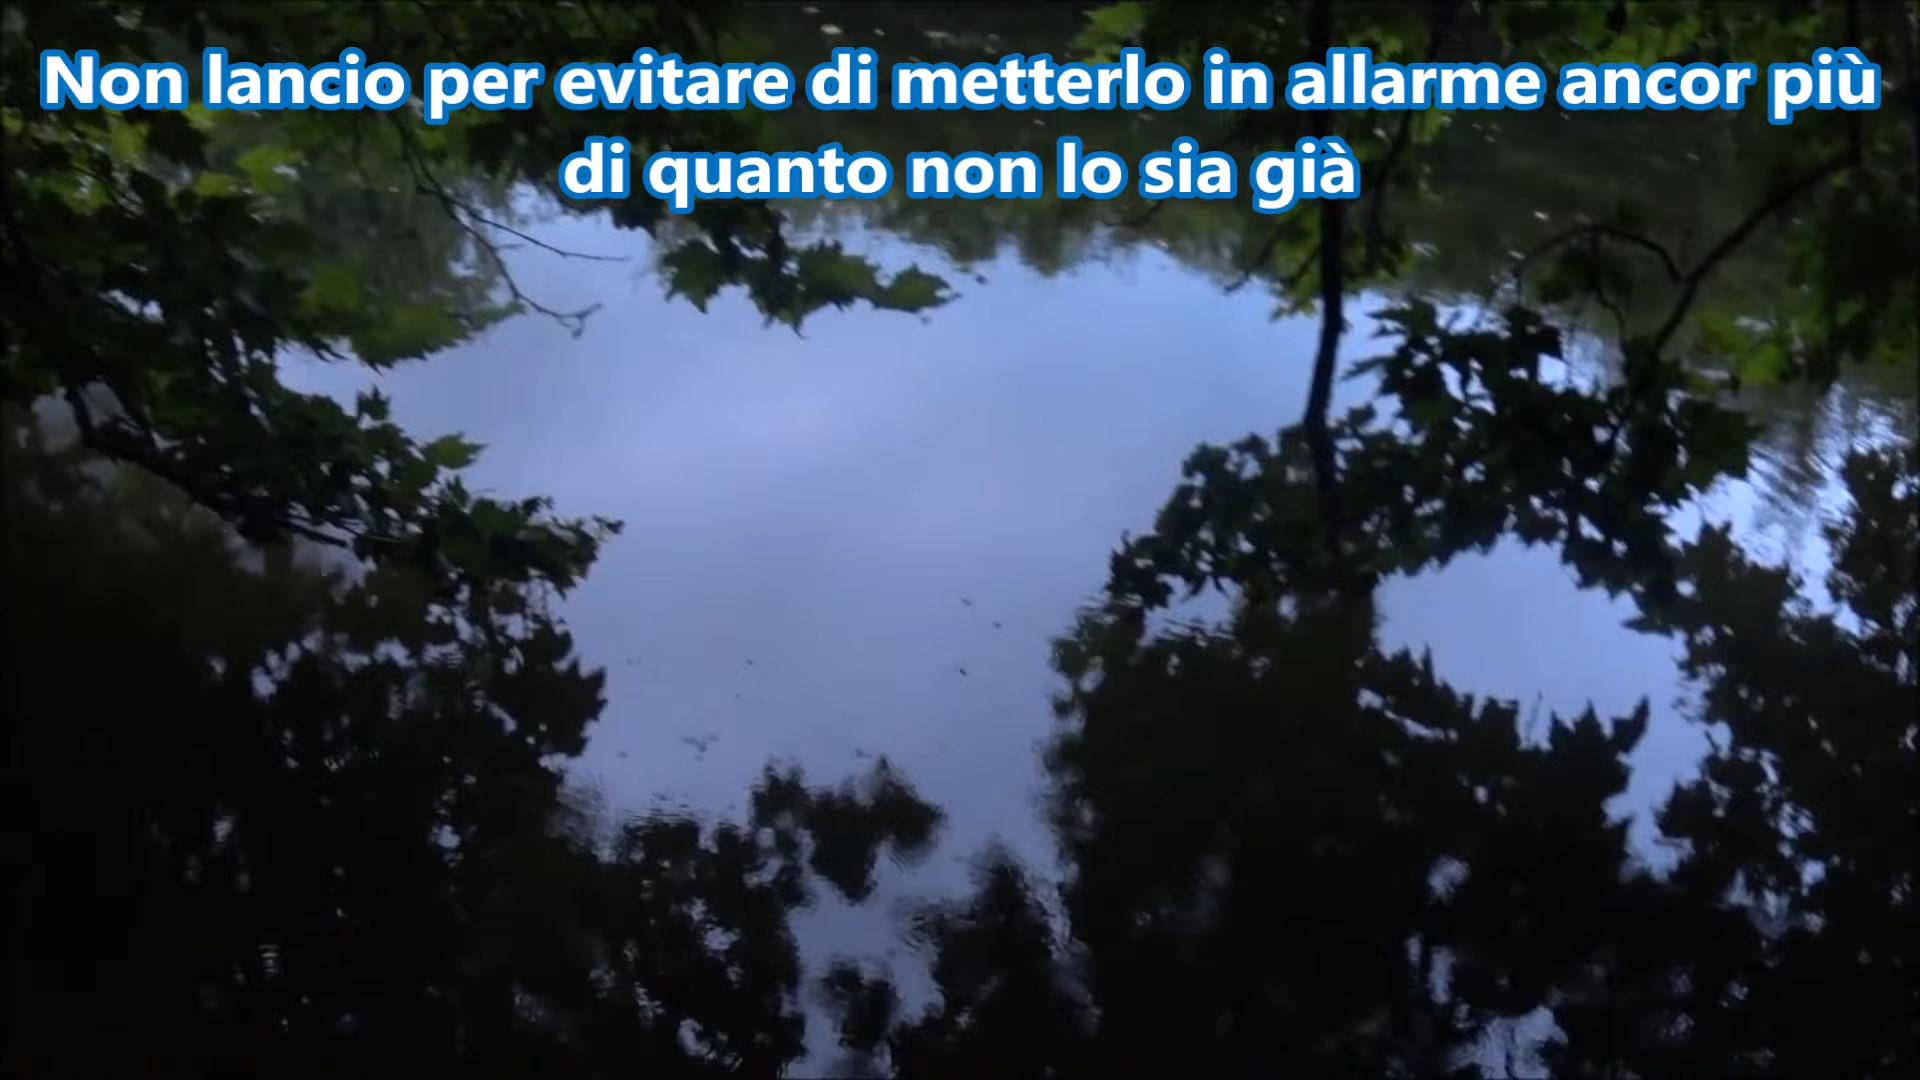 Non lancio per evitare di metterlo in allarme ancor più
di quanto non lo sia già